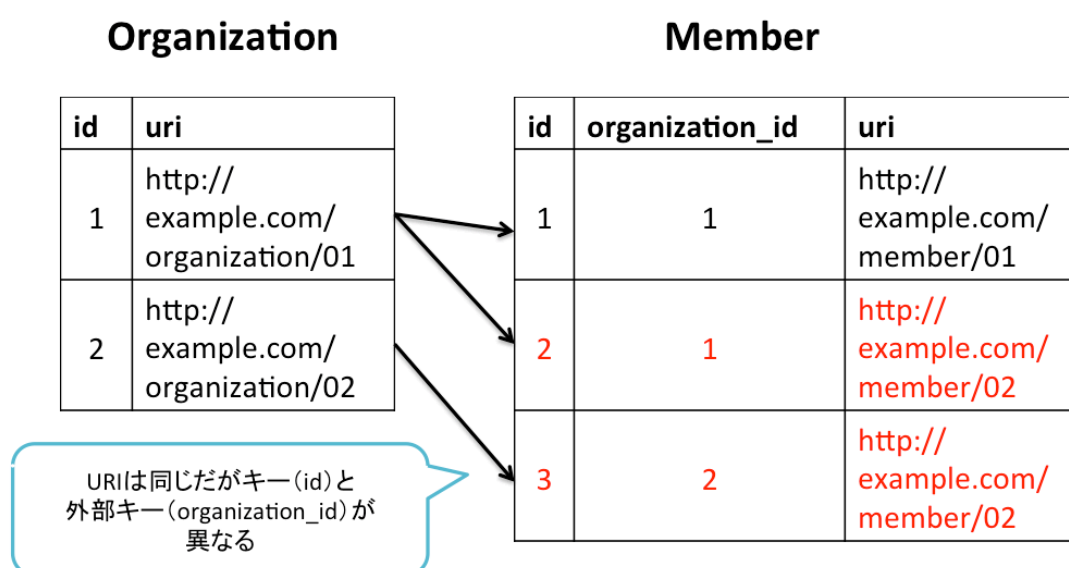 Organization
id uri
1 http://
example.com/
organization/01
2 http://
example.com/
organization/02
Member
id organization_id uri
1 1 http://
example.com/
member/01
2 1 http://
example.com/
member/02
3 2 http://
example.com/
member/02
URIは同じだがキー(id)と
外部キー(organization_id)が
異なる